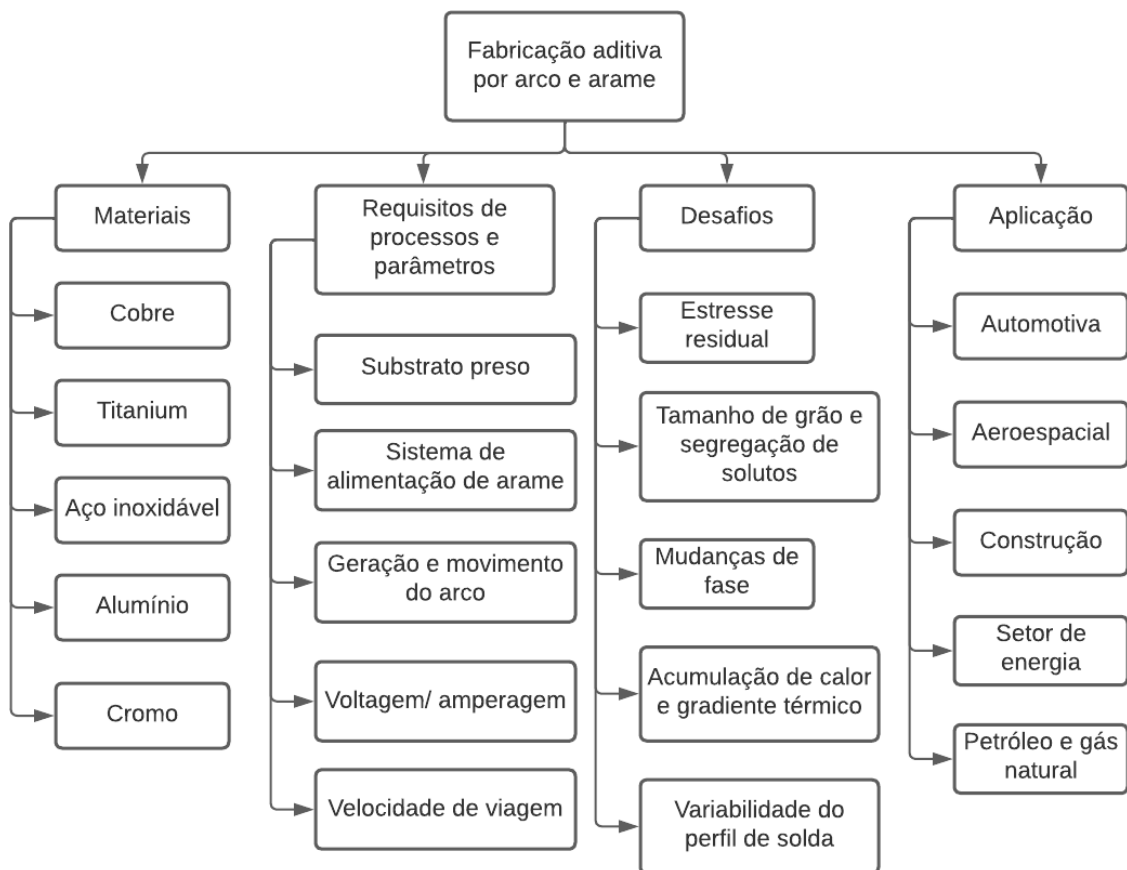 Fabricação aditiva
por arco e arame
Materiais
Cobre
Titanium
Aço inoxidável
Alumínio
Cromo
Requisitos de
processos e
parâmetros
Substrato preso
Sistema de
alimentação de arame
Geração e movimento
do arco
Voltagem/ amperagem
Velocidade de viagem
Desafios
Estresse
residual
Tamanho de grão e
segregação de
solutos
Mudanças de
fase
Acumulação de calor
e gradiente térmico
Variabilidade do
perfil de solda
Aplicação
Automotiva
Aeroespacial
Construção
Setor de
energia
Petróleo e gás
natural